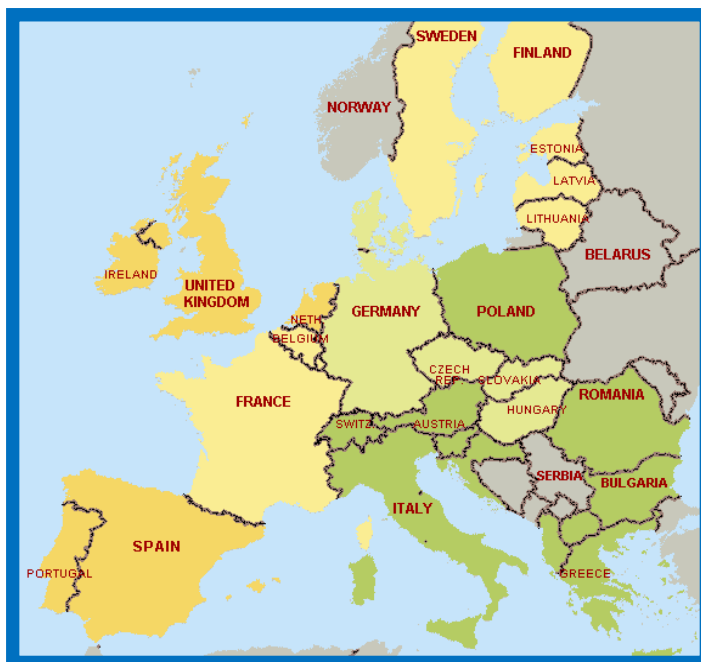 SWEDEN
FINLAND
NORWAY
ESTONIA
LATVIA
LITHUANIA
BELARUS
IRELAND
UNITED
KINGDOM
NETH
BELGIUM
GERMANY
POLAND
CZECH
REP
SLOVAKIA
FRANCE
SWITZ
AUSTRIA
HUNGARY
ROMANIA
SERBIA
BULGARIA
ITALY
SPAIN
PORTUGAL
GREECE